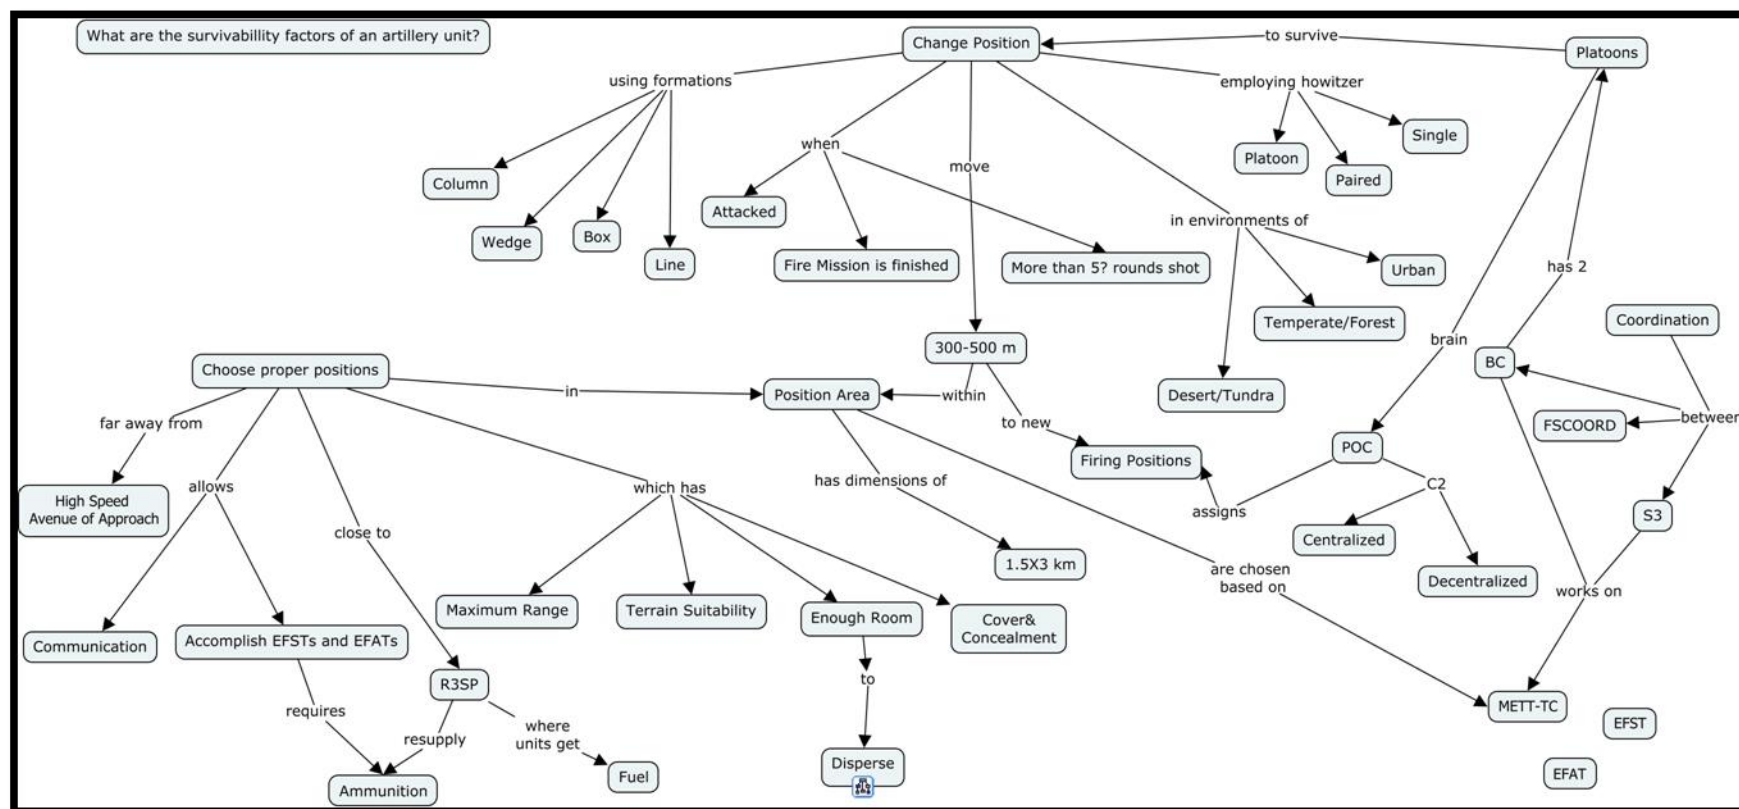 What are the survivabillity factors of an artillery unit?
Change Position
to survive
Platoons
using formations
employing howitzer
Single
Platoon
Paired
when
move
Column
Attacked
Wedge
Box
Line
Fire Mission is finished
More than 5? rounds shot
in environments of
Urban
has 2
Temperate/Forest
Coordination
brain
300-500 m
BC
Choose proper positions
in
Position Area
within
Desert/Tundra
far away from
to new
FSCOORD
between
POC
Firing Positions
High Speed
Avenue of Approach
allows
which has
has dimensions of
C2
assigns
S3
close to
Centralized
1.5X3 km
are chosen
based on
Decentralized
works on
Maximum Range
Terrain Suitability
Enough Room
Cover&
Concealment
Communication
Accomplish EFSTs and EFATs
R3SP
to
METT-TC
EFST
requires
resupply
where
units get
Disperse
EFAT
Fuel
Ammunition